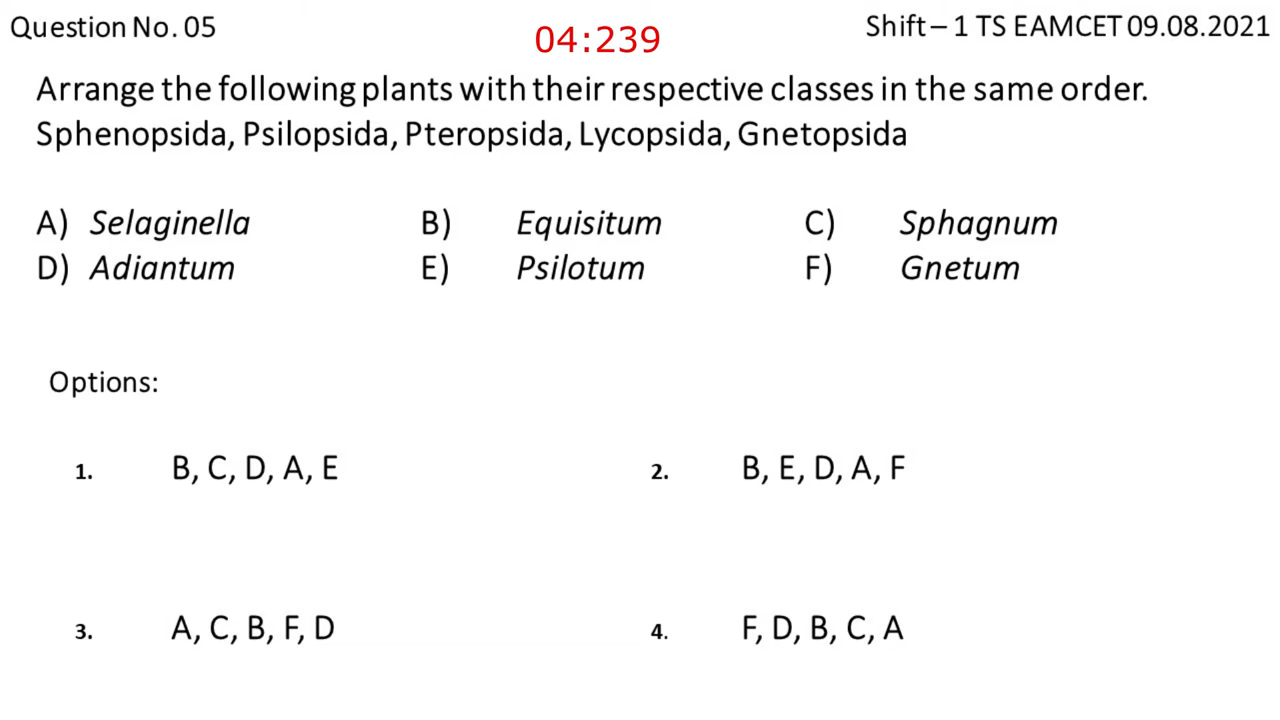 Question No. 05
04:239
Shift – 1 TS EAMCET 09.08.2021
Arrange the following plants with their respective classes in the same order.
Sphenopsida, Psilopsida, Pteropsida, Lycopsida, Gnetopsida
A) Selaginella B) Equisitum C) Sphagnum
D) Adiantum E) Psilotum F) Gnetum
Options:
1. B, C, D, A, E 2. B, E, D, A, F
3. A, C, B, F, D 4. F, D, B, C, A